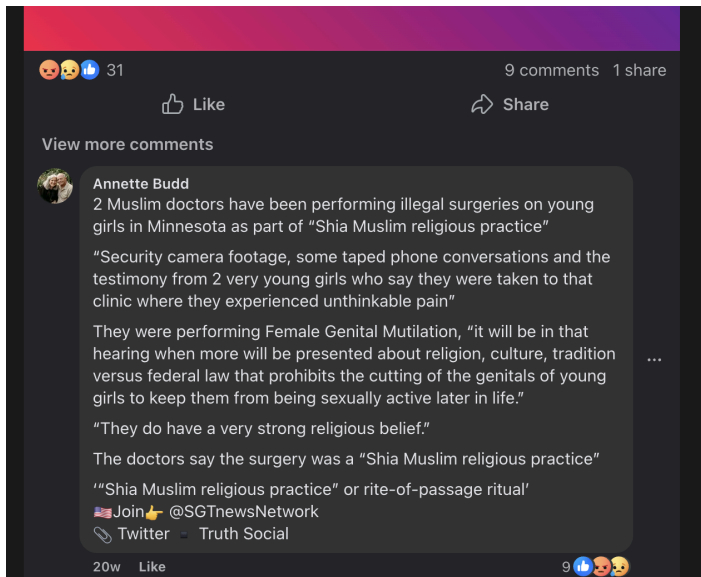 31
9 comments 1 share
Like
Share
View more comments
Annette Budd
2 Muslim doctors have been performing illegal surgeries on young
girls in Minnesota as part of “Shia Muslim religious practice”
“Security camera footage, some taped phone conversations and the
testimony from 2 very young girls who say they were taken to that
clinic where they experienced unthinkable pain”
They were performing Female Genital Mutilation, “it will be in that
hearing when more will be presented about religion, culture, tradition
versus federal law that prohibits the cutting of the genitals of young
girls to keep them from being sexually active later in life.”
“They do have a very strong religious belief.”
The doctors say the surgery was a “Shia Muslim religious practice”
‘“Shia Muslim religious practice” or rite-of-passage ritual’
🇺🇸Join👉 @SGTnewsNetwork
📎 Twitter ▪️ Truth Social
20w Like
9